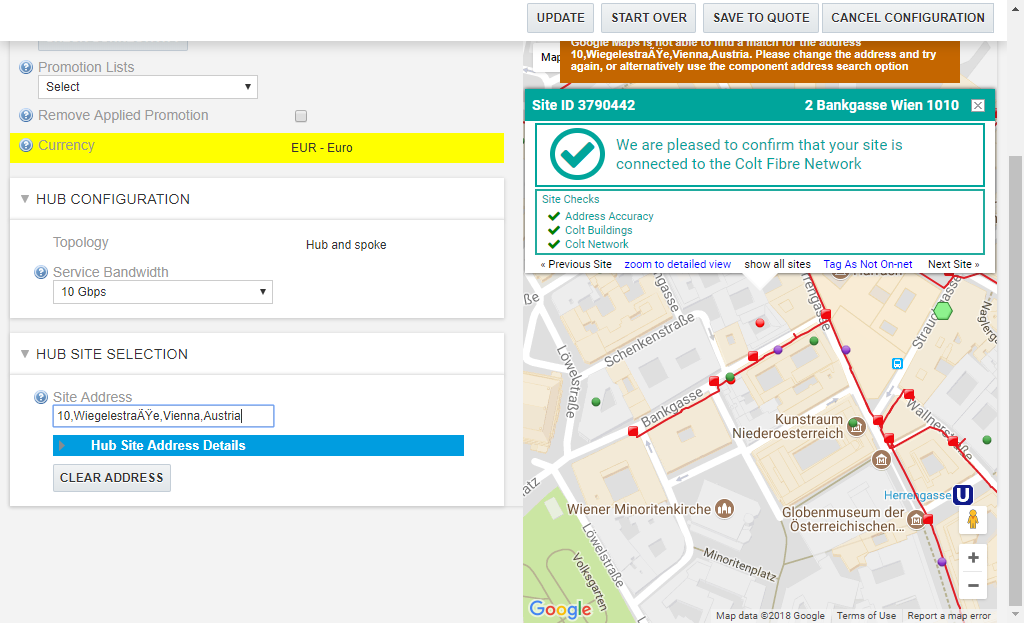 UPDATE
START OVER
SAVE TO QUOTE
CANCEL CONFIGURATION
Promotion Lists
Select
Remove Applied Promotion
Currency
EUR - Euro
HUB CONFIGURATION
Topology
Hub and spoke
Service Bandwidth
10 Gbps
HUB SITE SELECTION
Site Address
10,WiegelestraÃŸe,Vienna,Austria
Hub Site Address Details
CLEAR ADDRESS
Map
Google Maps is not able to find a match for the address
10,WiegelestraÃŸe,Vienna,Austria. Please change the address and try
again, or alternatively use the component address search option
Site ID 3790442
2 Bankgasse Wien 1010
We are pleased to confirm that your site is
connected to the Colt Fibre Network
Site Checks
Address Accuracy
Colt Buildings
Colt Network
« Previous Site
zoom to detailed view
show all sites
Tag As Not On-net
Next Site »
Schenkenstraße
Löwelstraße
Bankgasse
Wallnerstraße
Kunstraum
Niederoesterreich
Herrengasse
U
Wiener Minoritenkirche
Globenmuseum der
Österreichischen...
Löwelstraße
Volksgarten
Minoritenplatz
Google
Map data ©2018 Google
Terms of Use
Report a map error